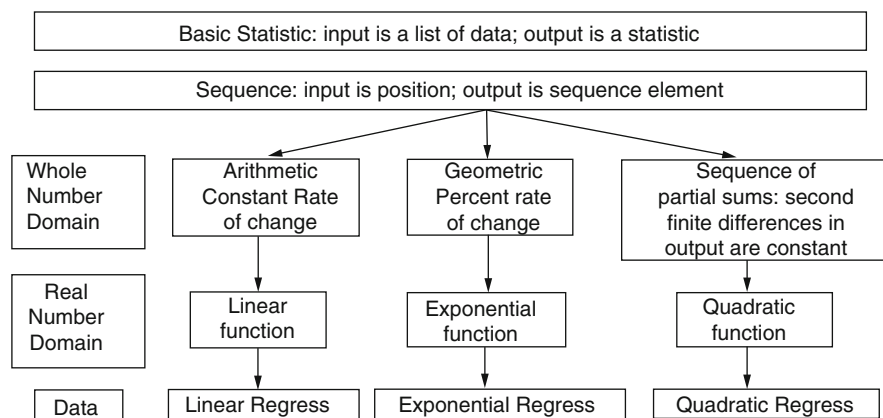 Basic Statistic: input is a list of data; output is a statistic
Sequence: input is position; output is sequence element
Whole
Number
Domain
Arithmetic
Constant Rate
of change
Geometric
Percent rate
of change
Sequence of
partial sums: second
finite differences in
output are constant
Real
Number
Domain
Linear
function
Exponential
function
Quadratic
function
Data
Linear Regress
Exponential Regress
Quadratic Regress